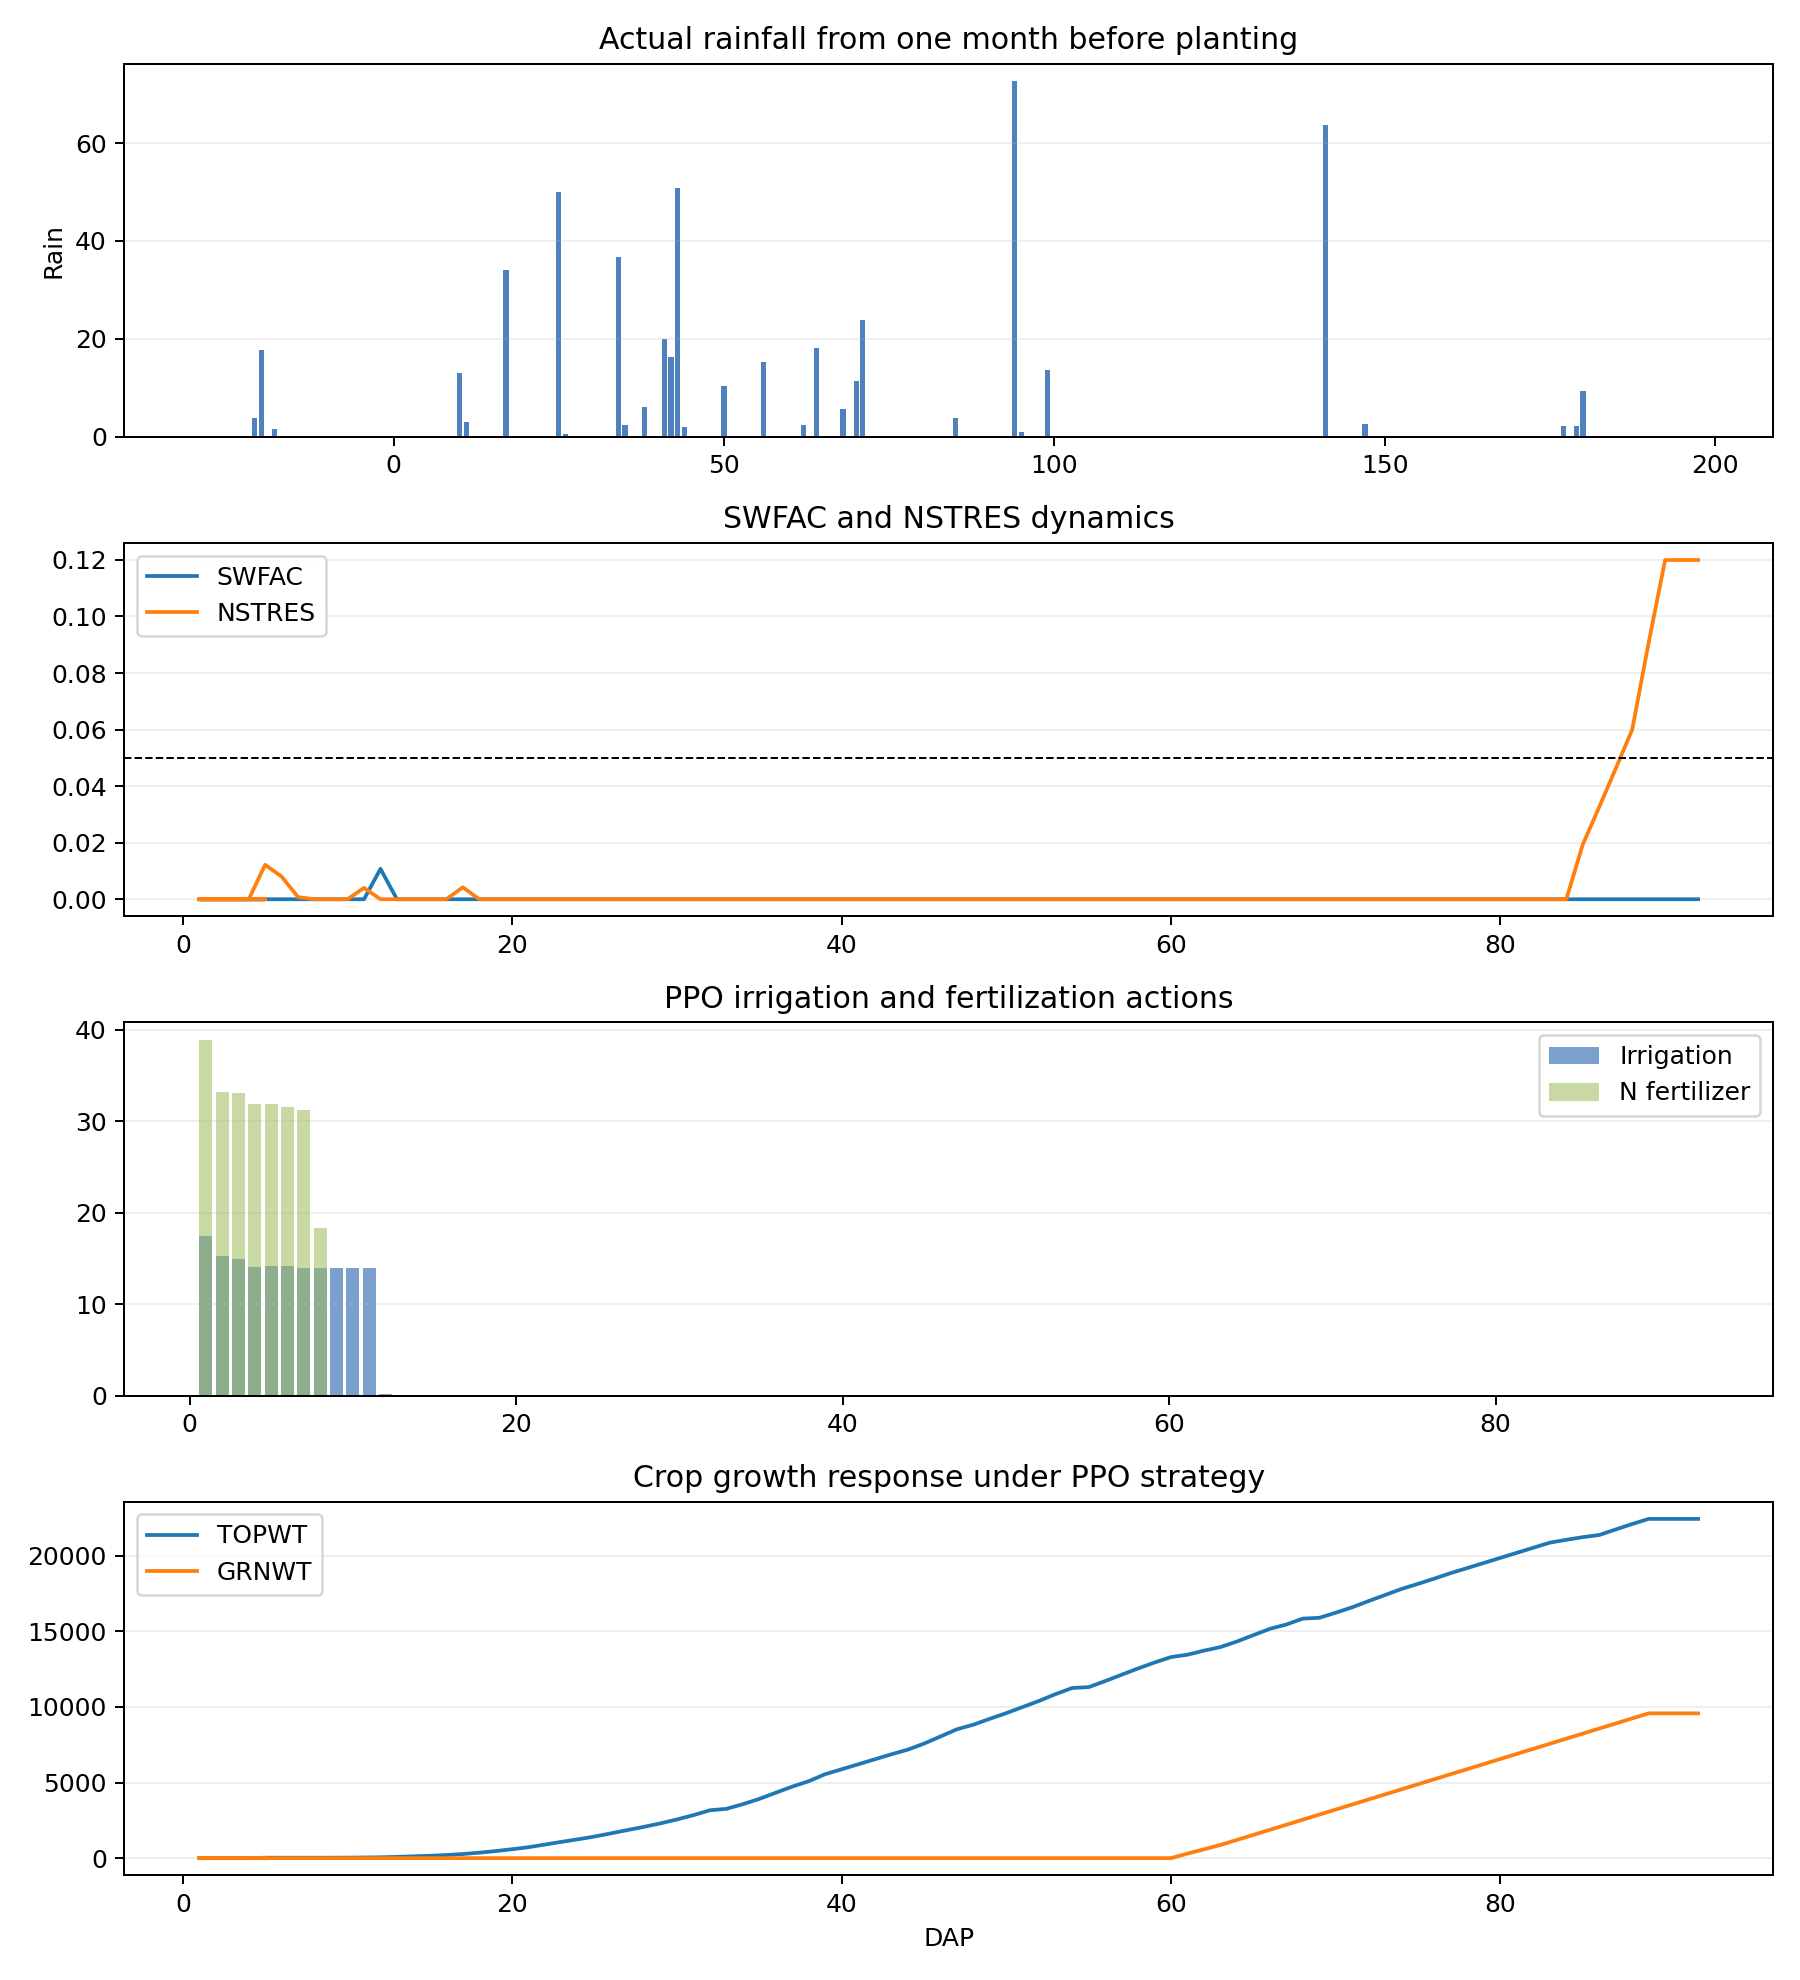 Actual rainfall from one month before planting
60
40
20
0
Rain
0 50 100 150 200
SWFAC and NSTRES dynamics
SWFAC
NSTRES
0.12
0.10
0.08
0.06
0.04
0.02
0.00
0 20 40 60 80
PPO irrigation and fertilization actions
Irrigation
N fertilizer
40
30
20
10
0
0 20 40 60 80
Crop growth response under PPO strategy
TOPWT
GRNWT
20000
15000
10000
5000
0
0 20 40 60 80
DAP